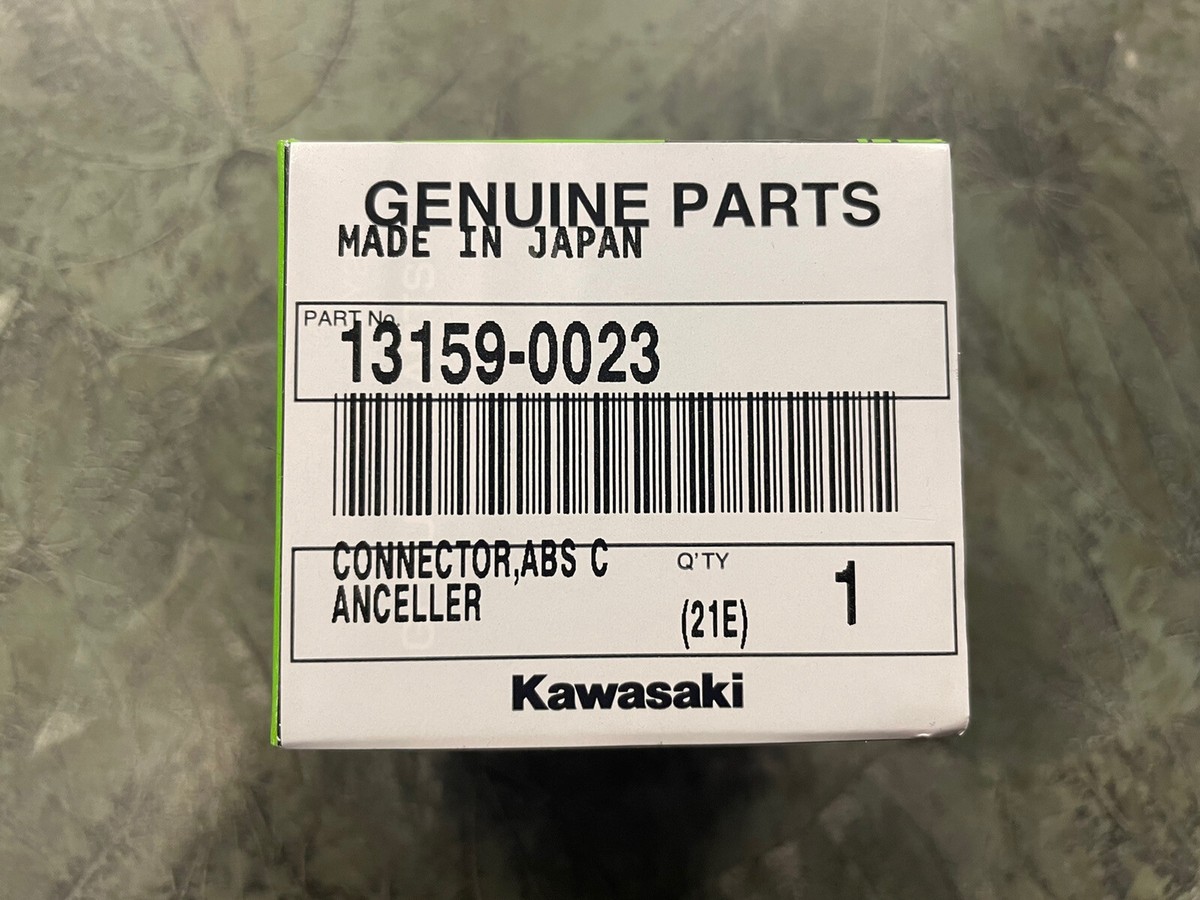 GENUINE PARTS
MADE IN JAPAN
PART No.
13159-0023
CONNECTOR,ABS C
ANCELLER
Q'TY
(21E)
1
Kawasaki